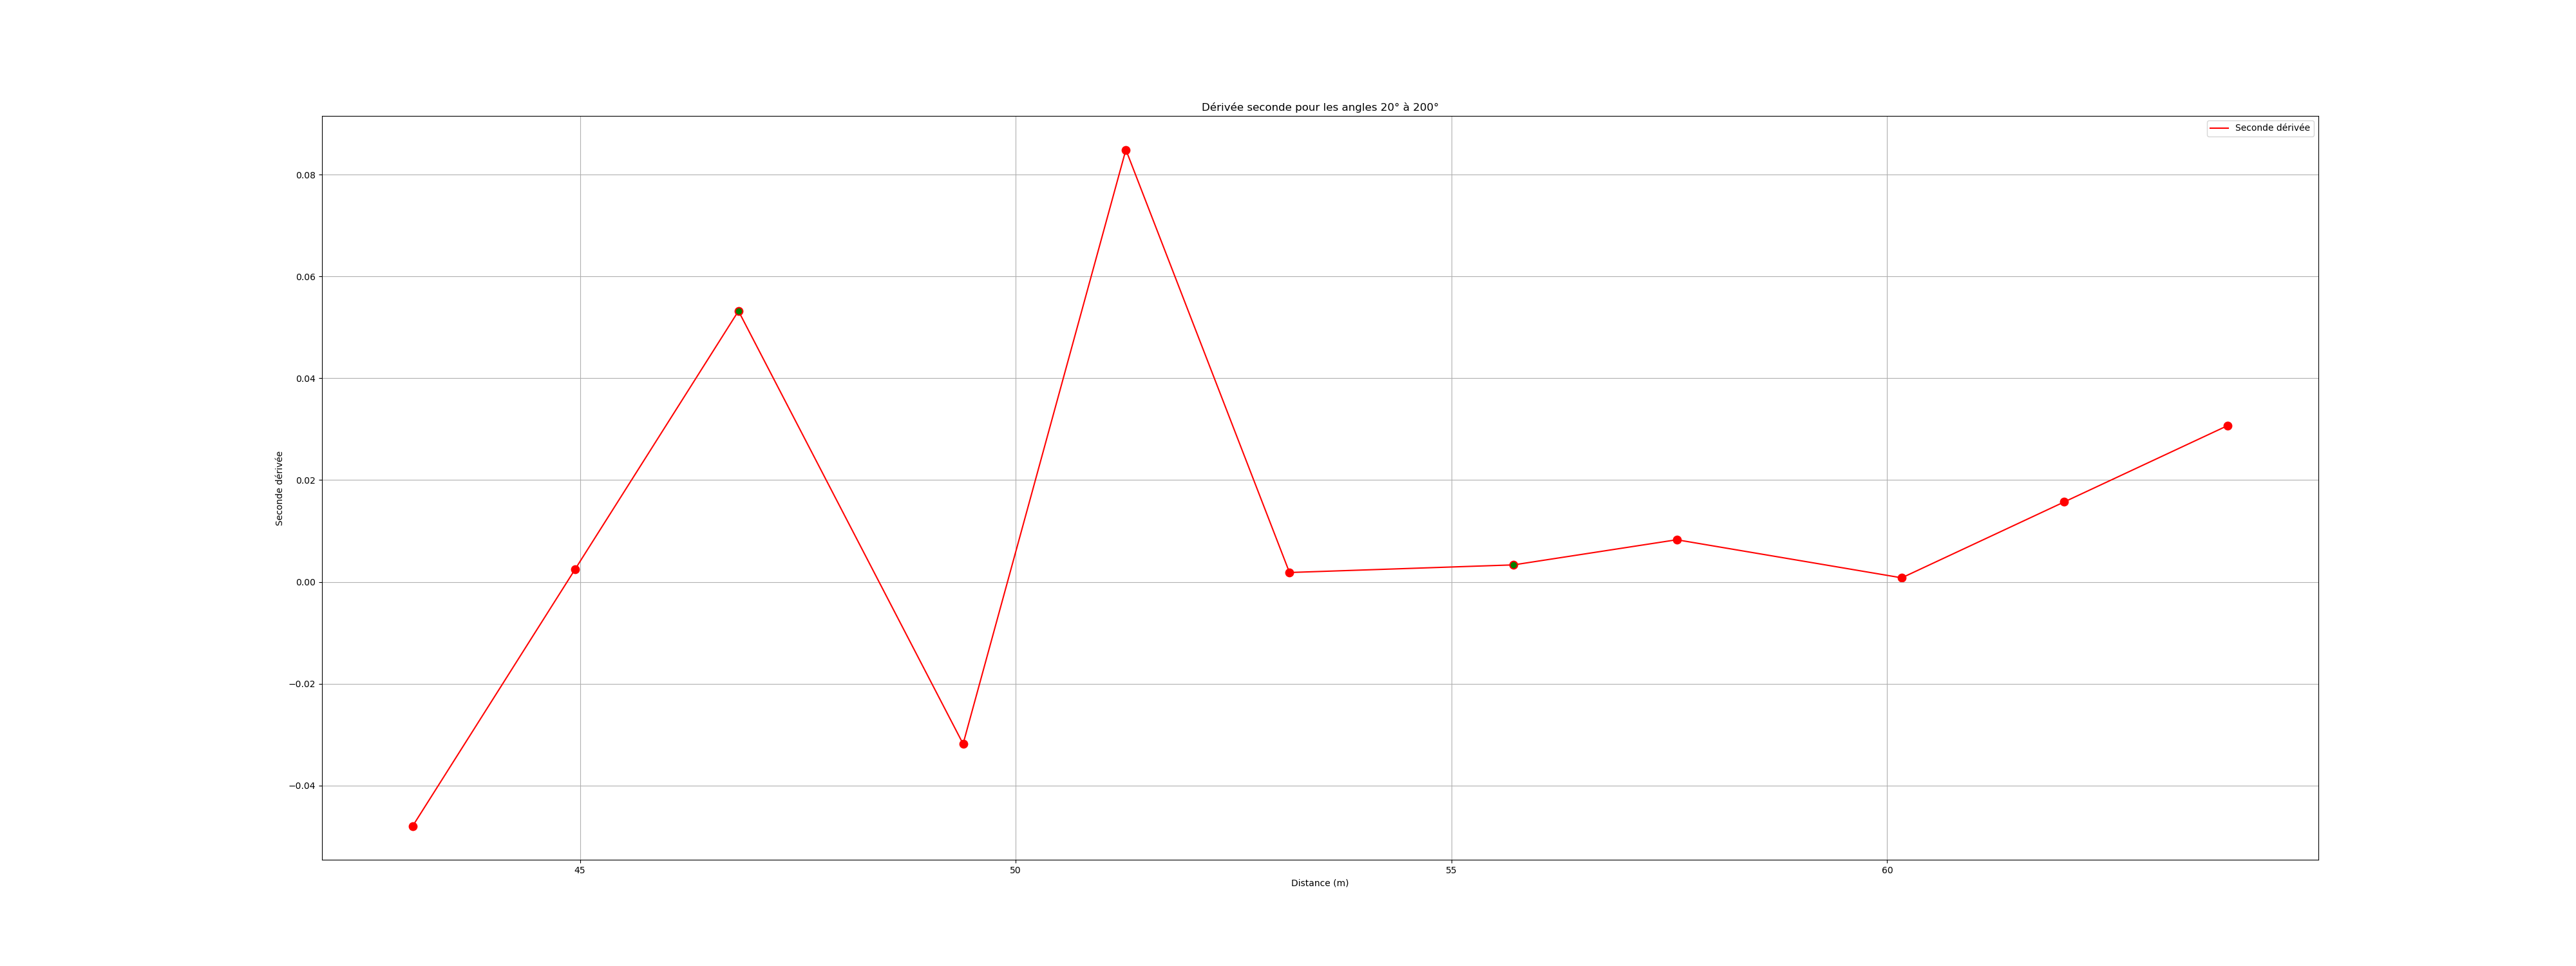 Dérivée seconde pour les angles 20° à 200°
Seconde dérivée
0.08
0.06
0.04
0.02
0.00
−0.02
−0.04
Seconde dérivée
45
50
55
60
Distance (m)